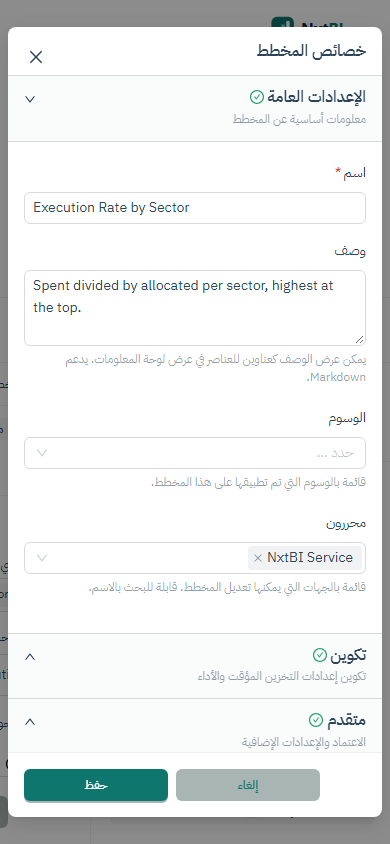 NxtBI
خصائص المخطط
الإعدادات العامة
معلومات أساسية عن المخطط
اسم *
Execution Rate by Sector
وصف
Spent divided by allocated per sector, highest at
the top.
يمكن عرض الوصف كعناوين للعناصر في عرض لوحة المعلومات. يدعم
Markdown.
الوسوم
حدد ...
قائمة بالوسوم التي تم تطبيقها على هذا المخطط.
محررون
NxtBI Service
قائمة بالجهات التي يمكنها تعديل المخطط. قابلة للبحث بالاسم.
تكوين
تكوين إعدادات التخزين المؤقت والأداء
متقدم
الاعتماد والإعدادات الإضافية
إلغاء
حفظ